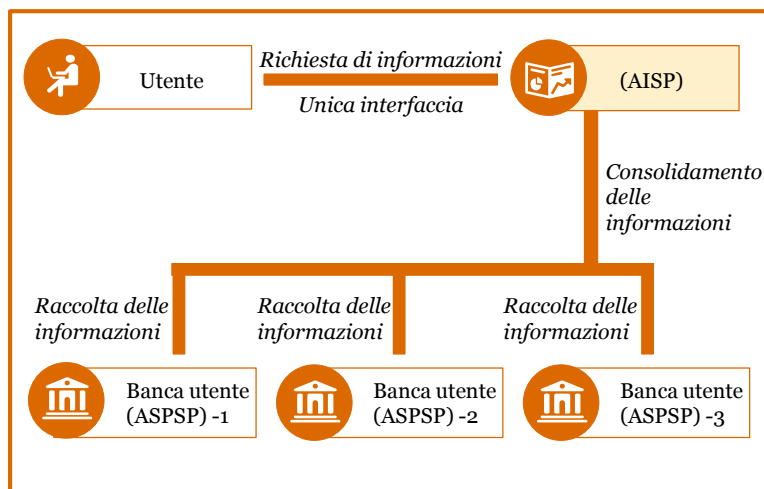 Utente
Richiesta di informazioni
Unica interfaccia
(AISP)
Consolidamento
delle
informazioni
Raccolta delle
informazioni
Raccolta delle
informazioni
Raccolta delle
informazioni
Banca utente
(ASPSP) -1
Banca utente
(ASPSP) -2
Banca utente
(ASPSP) -3